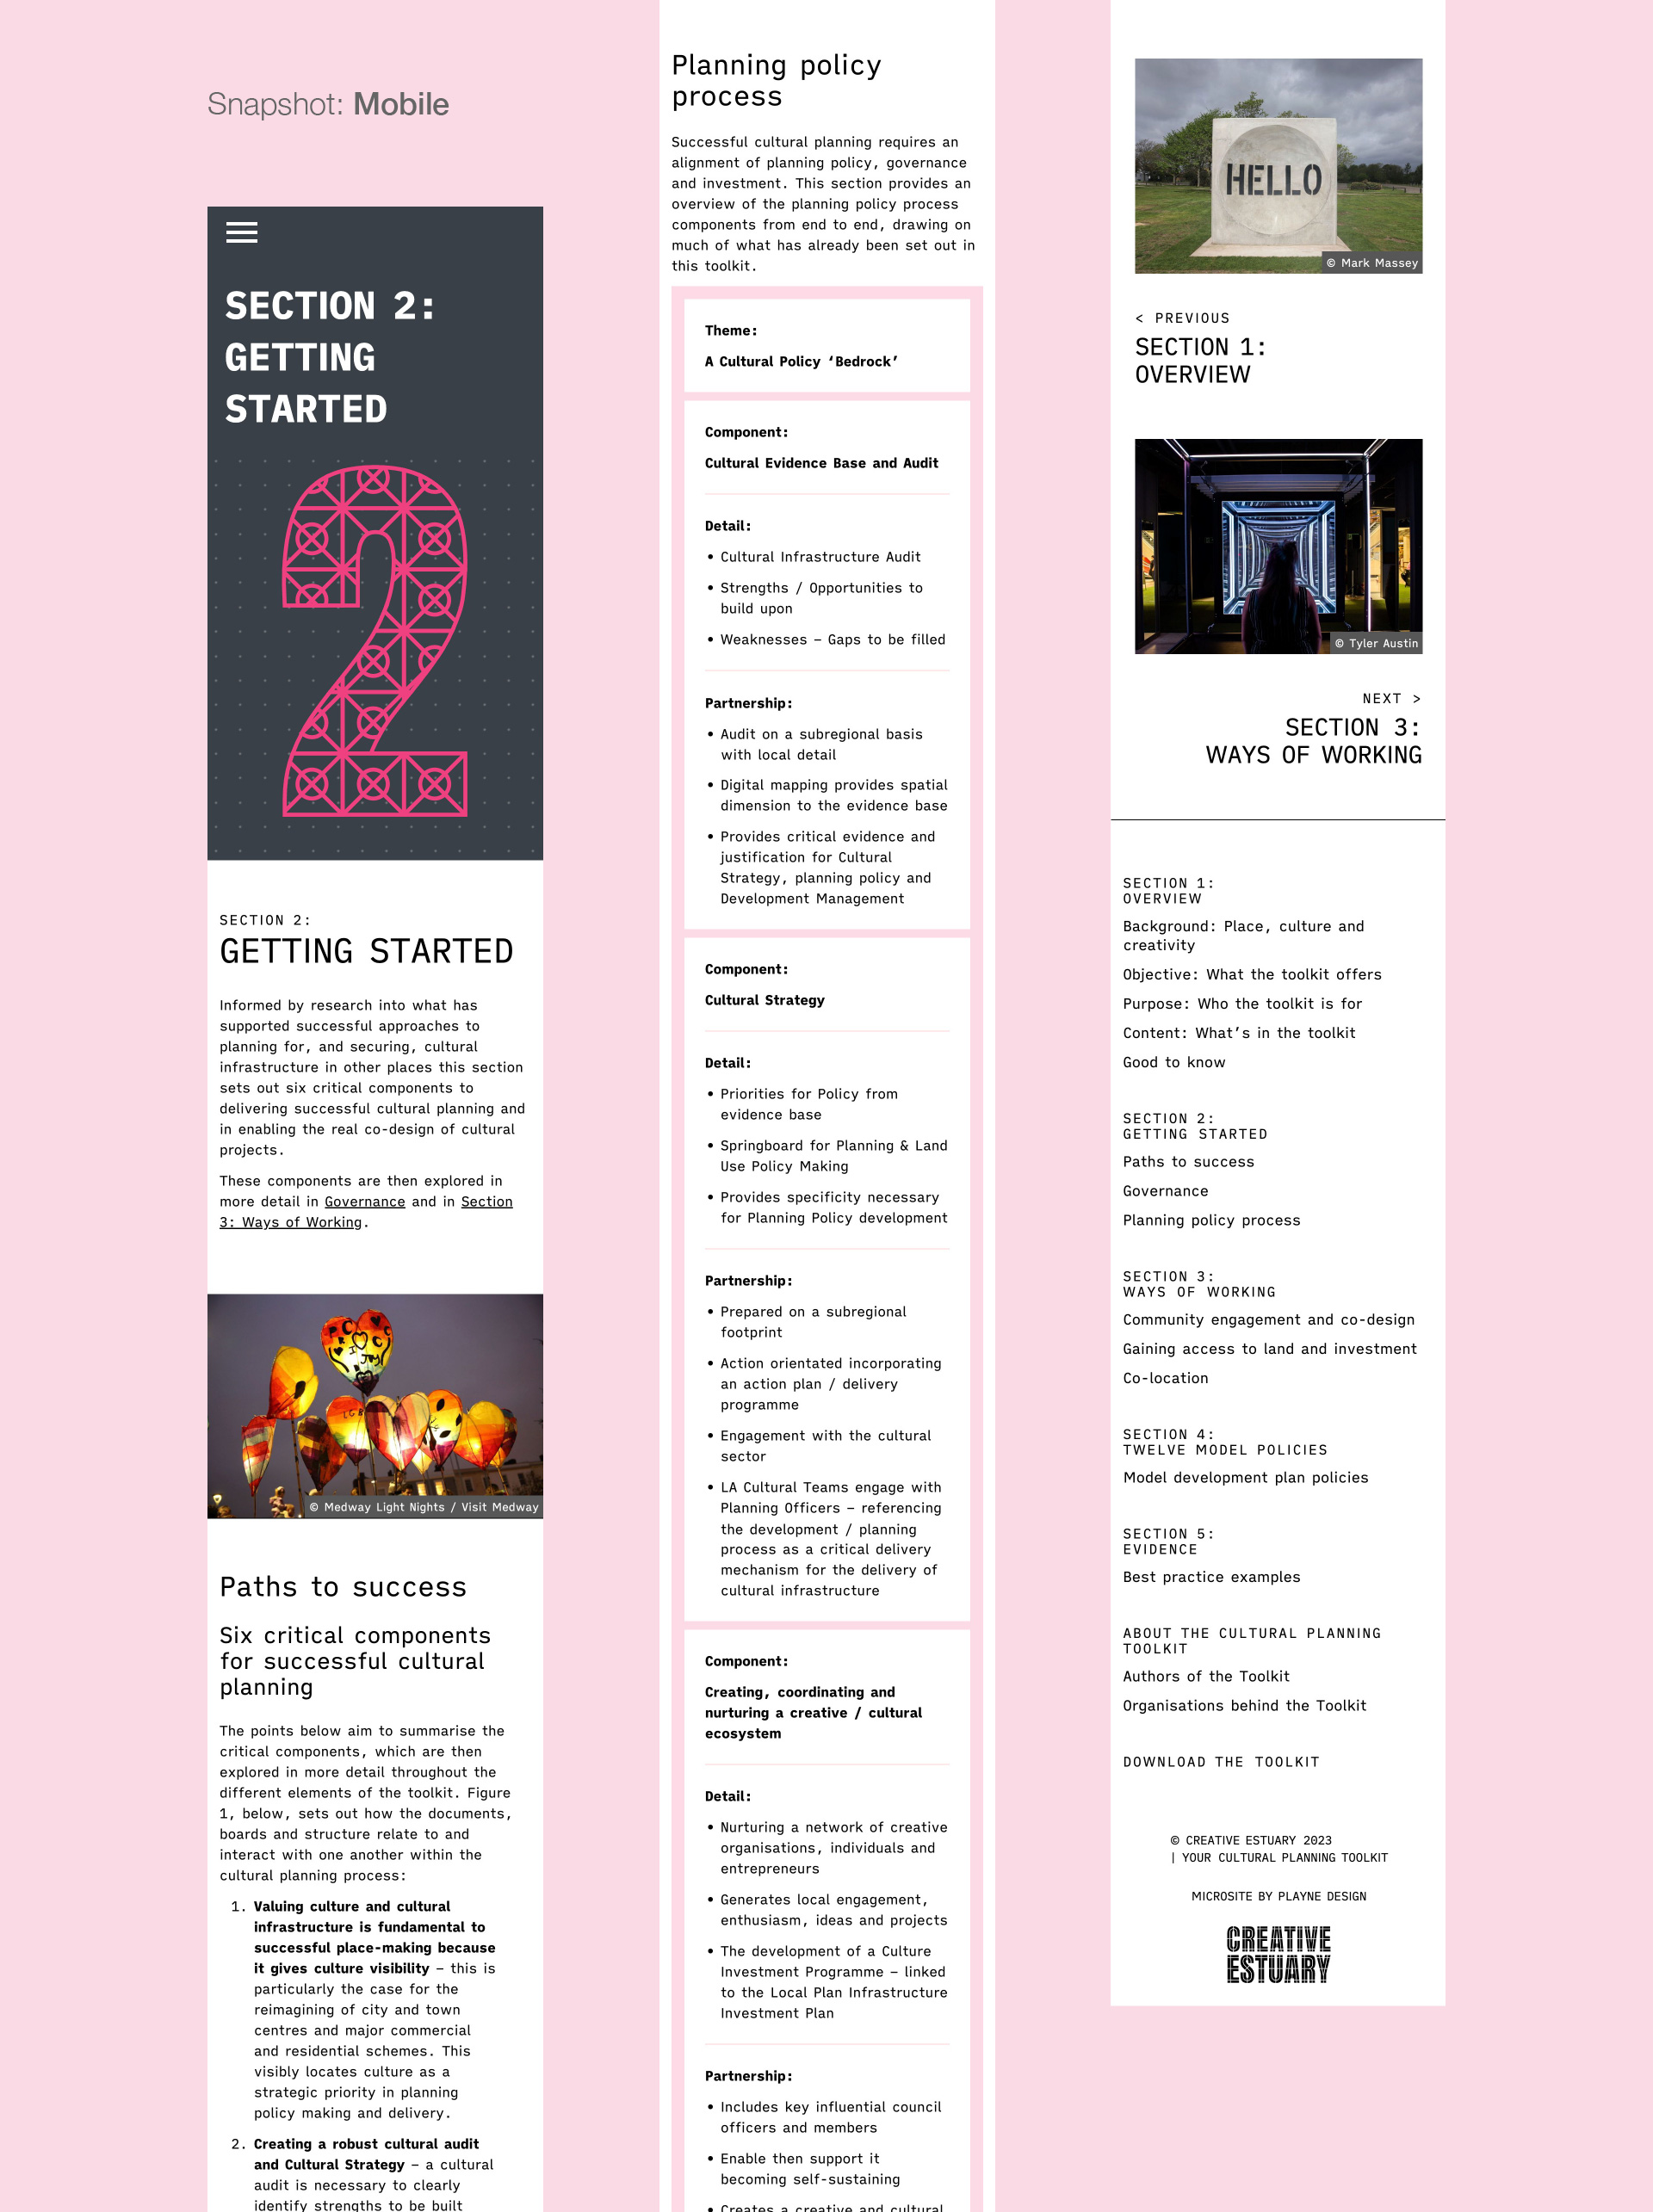 Snapshot: Mobile
SECTION 2:
GETTING
STARTED
SECTION 2:
GETTING STARTED
Informed by research into what has
supported successful approaches to
planning for, and securing, cultural
infrastructure in other places this section
sets out six critical components to
delivering successful cultural planning and
in enabling the real co-design of cultural
projects.
These components are then explored in
more detail in Governance and in Section
3: Ways of Working.
© Medway Light Nights / Visit Medway
Paths to success
Six critical components
for successful cultural
planning
The points below aim to summarise the
critical components, which are then
explored in more detail throughout the
different elements of the toolkit. Figure
1, below, sets out how the documents,
boards and structure relate to and
interact with one another within the
cultural planning process:
1. Valuing culture and cultural
infrastructure is fundamental to
successful place-making because
it gives culture visibility – this is
particularly the case for the
reimagining of city and town
centres and major commercial
and residential schemes. This
visibly locates culture as a
strategic priority in planning
policy making and delivery.
2. Creating a robust cultural audit
and Cultural Strategy – a cultural
audit is necessary to clearly
identify strengths to be built
Planning policy
process
Successful cultural planning requires an
alignment of planning policy, governance
and investment. This section provides an
overview of the planning policy process
components from end to end, drawing on
much of what has already been set out in
this toolkit.
Theme:
A Cultural Policy ‘Bedrock’
Component:
Cultural Evidence Base and Audit
Detail:
• Cultural Infrastructure Audit
• Strengths / Opportunities to
build upon
• Weaknesses – Gaps to be filled
Partnership:
• Audit on a subregional basis
with local detail
• Digital mapping provides spatial
dimension to the evidence base
• Provides critical evidence and
justification for Cultural
Strategy, planning policy and
Development Management
Component:
Cultural Strategy
Detail:
• Priorities for Policy from
evidence base
• Springboard for Planning & Land
Use Policy Making
• Provides specificity necessary
for Planning Policy development
Partnership:
• Prepared on a subregional
footprint
• Action orientated incorporating
an action plan / delivery
programme
• Engagement with the cultural
sector
• LA Cultural Teams engage with
Planning Officers – referencing
the development / planning
process as a critical delivery
mechanism for the delivery of
cultural infrastructure
Component:
Creating, coordinating and
nurturing a creative / cultural
ecosystem
Detail:
• Nurturing a network of creative
organisations, individuals and
entrepreneurs
• Generates local engagement,
enthusiasm, ideas and projects
• The development of a Culture
Investment Programme – linked
to the Local Plan Infrastructure
Investment Plan
Partnership:
• Includes key influential council
officers and members
• Enable then support it
becoming self-sustaining
• Creates a creative and cultural
HELLO
© Mark Massey
< PREVIOUS
SECTION 1:
OVERVIEW
© Tyler Austin
NEXT >
SECTION 3:
WAYS OF WORKING
SECTION 1:
OVERVIEW
Background: Place, culture and
creativity
Objective: What the toolkit offers
Purpose: Who the toolkit is for
Content: What’s in the toolkit
Good to know
SECTION 2:
GETTING STARTED
Paths to success
Governance
Planning policy process
SECTION 3:
WAYS OF WORKING
Community engagement and co-design
Gaining access to land and investment
Co-location
SECTION 4:
TWELVE MODEL POLICIES
Model development plan policies
SECTION 5:
EVIDENCE
Best practice examples
ABOUT THE CULTURAL PLANNING
TOOLKIT
Authors of the Toolkit
Organisations behind the Toolkit
DOWNLOAD THE TOOLKIT
© CREATIVE ESTUARY 2023
| YOUR CULTURAL PLANNING TOOLKIT
MICROSITE BY PLAYNE DESIGN
CREATIVE
ESTUARY